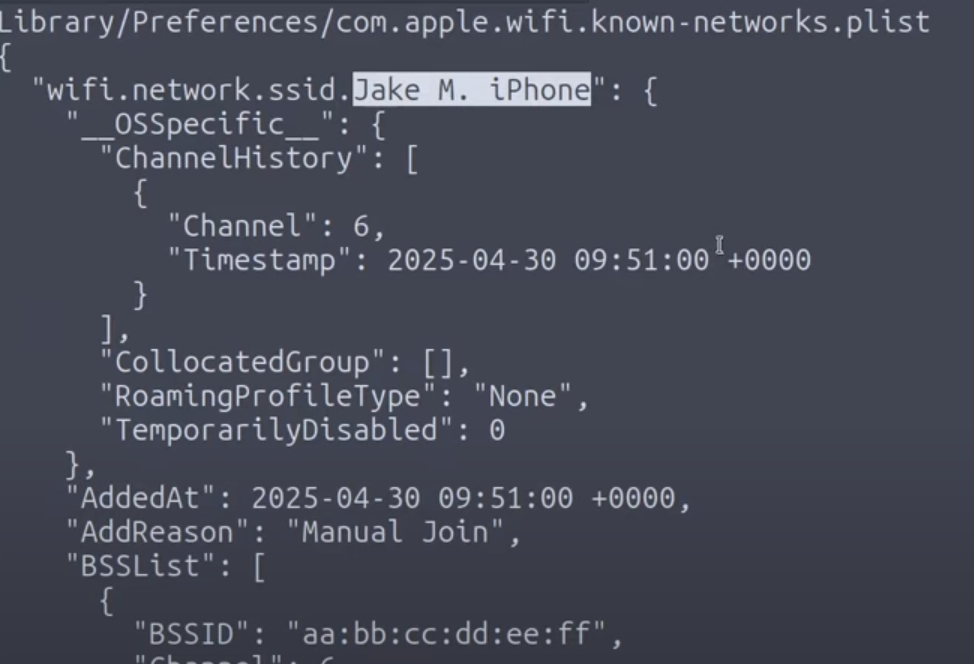 Library/Preferences/com.apple.wifi.known-networks.plist
{
"wifi.network.ssid.Jake M. iPhone": {
"__OSSpecific__": {
"ChannelHistory": [
{
"Channel": 6,
"Timestamp": 2025-04-30 09:51:00 +0000
}
],
"CollocatedGroup": [],
"RoamingProfileType": "None",
"TemporarilyDisabled": 0
},
"AddedAt": 2025-04-30 09:51:00 +0000,
"AddReason": "Manual Join",
"BSSList": [
{
"BSSID": "aa:bb:cc:dd:ee:ff",